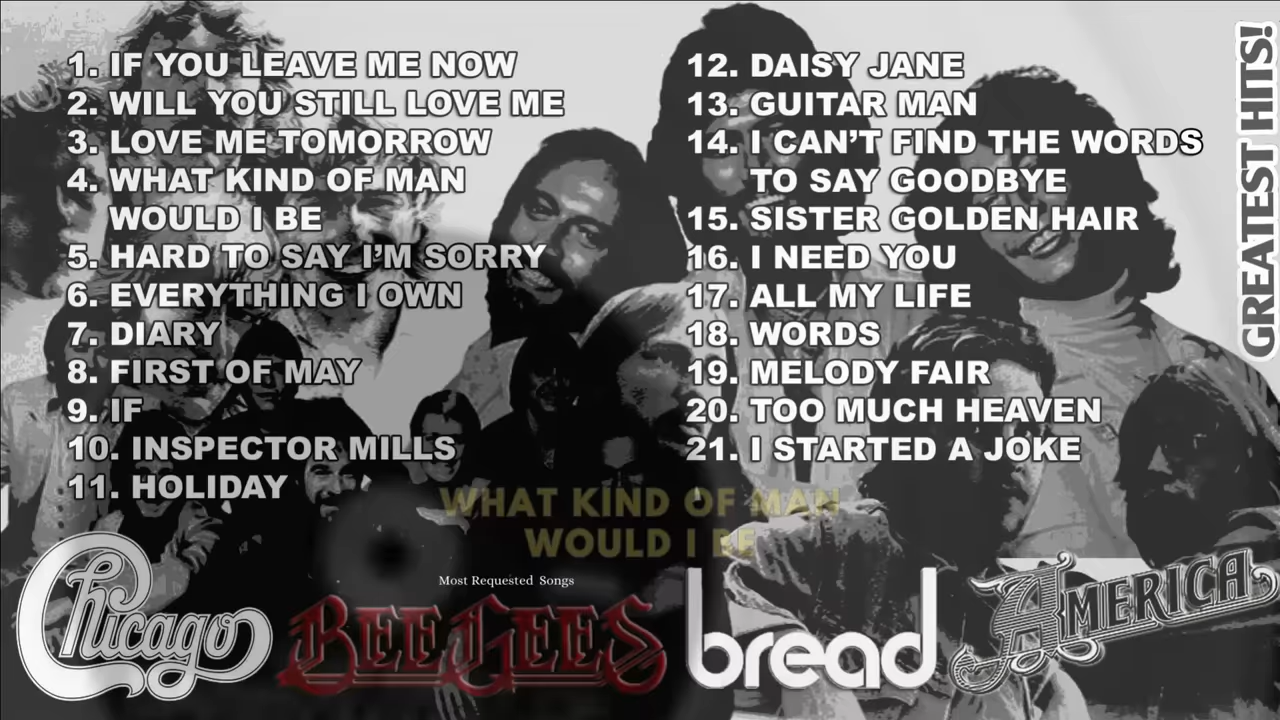 1. IF YOU LEAVE ME NOW
2. WILL YOU STILL LOVE ME
3. LOVE ME TOMORROW
4. WHAT KIND OF MAN
WOULD I BE
5. HARD TO SAY I'M SORRY
6. EVERYTHING I OWN
7. DIARY
8. FIRST OF MAY
9. IF
10. INSPECTOR MILLS
11. HOLIDAY
12. DAISY JANE
13. GUITAR MAN
14. I CAN'T FIND THE WORDS
TO SAY GOODBYE
15. SISTER GOLDEN HAIR
16. I NEED YOU
17. ALL MY LIFE
18. WORDS
19. MELODY FAIR
20. TOO MUCH HEAVEN
21. I STARTED A JOKE
GREATEST HITS!
WHAT KIND OF MAN
WOULD I BE
Most Requested Songs
Chicago
BEE GEES
bread
AMERICA